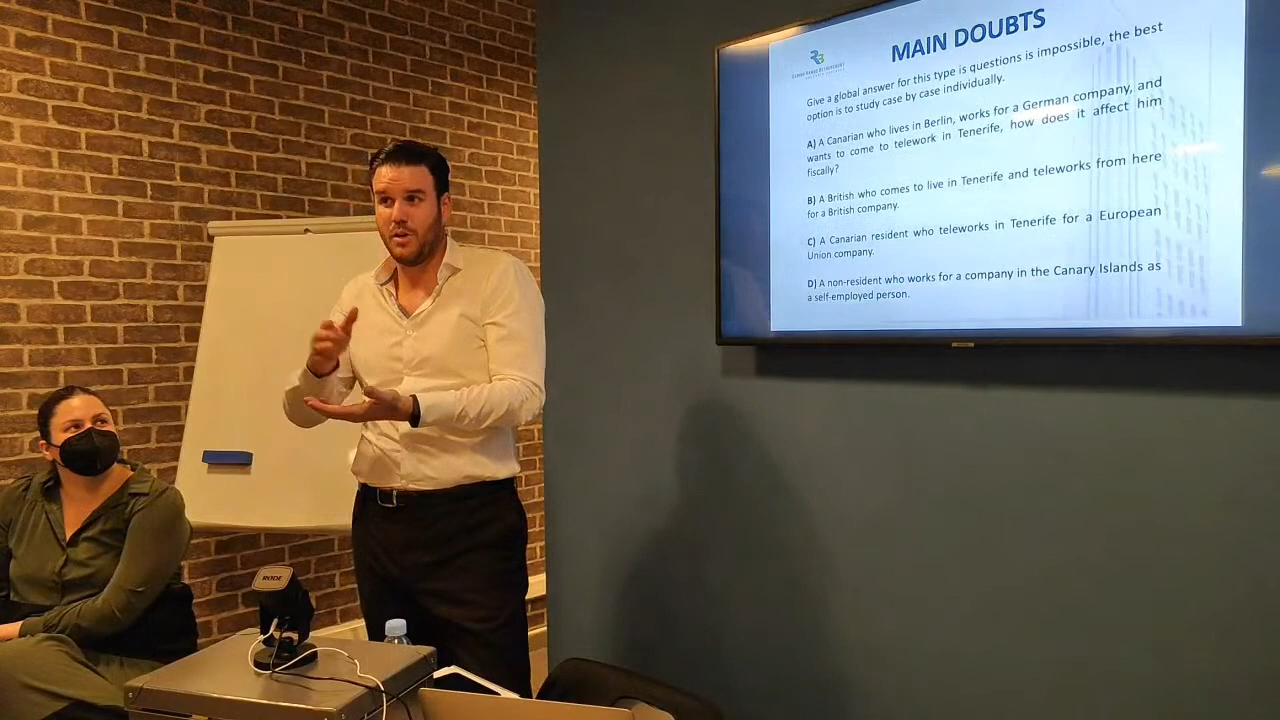 MAIN DOUBTS
Give a global answer for this type is questions is impossible, the best
option is to study case by case individually.
A) A Canarian who lives in Berlin, works for a German company, and
wants to come to telework in Tenerife, how does it affect him
fiscally?
B) A British who comes to live in Tenerife and teleworks from here
for a British company.
C) A Canarian resident who teleworks in Tenerife for a European
Union company.
D) A non-resident who works for a company in the Canary Islands as
a self-employed person.
RODE